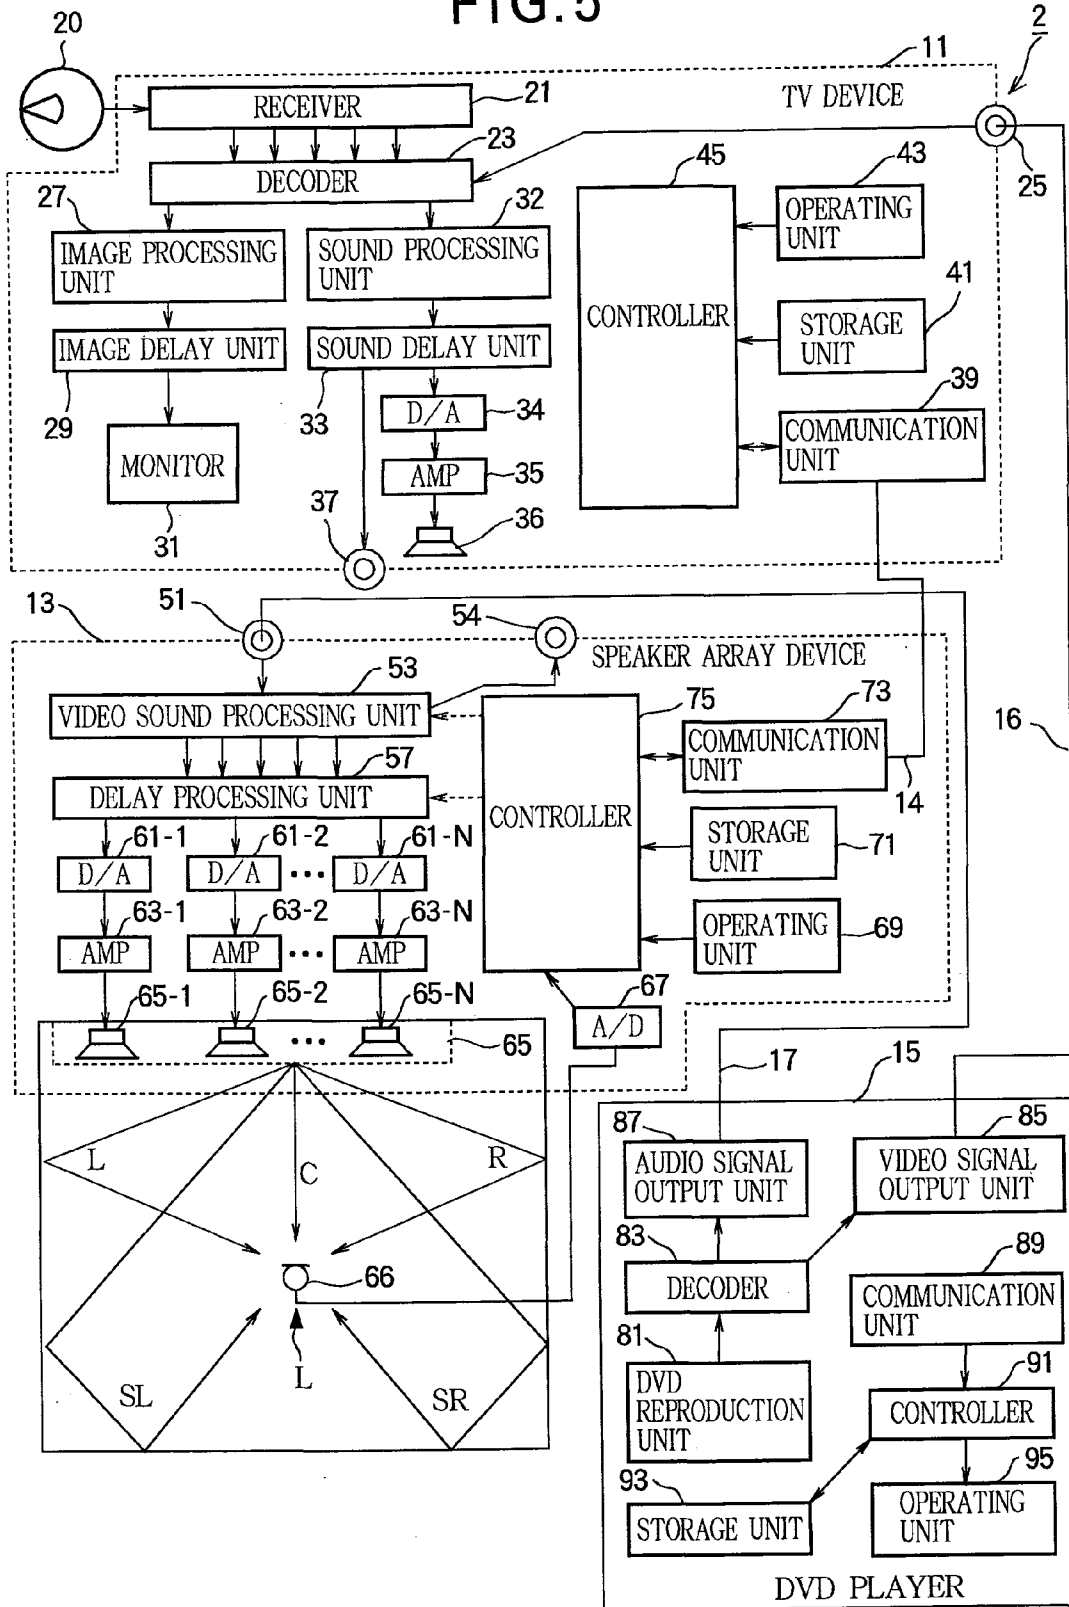 FIG. 5
20
2
11
TV DEVICE
RECEIVER
21
23
DECODER
25
45
43
OPERATING
UNIT
27
IMAGE PROCESSING
UNIT
32
SOUND PROCESSING
UNIT
41
STORAGE
UNIT
CONTROLLER
IMAGE DELAY UNIT
29
SOUND DELAY UNIT
33
39
COMMUNICATION
UNIT
D/A
34
MONITOR
31
AMP
35
37
36
13
51
54
SPEAKER ARRAY DEVICE
53
VIDEO SOUND PROCESSING UNIT
75
73
COMMUNICATION
UNIT
16
14
57
DELAY PROCESSING UNIT
CONTROLLER
STORAGE
UNIT
71
61-1
61-2
61-N
D/A
D/A
•••
D/A
63-1
63-2
63-N
AMP
AMP
•••
AMP
OPERATING
UNIT
69
65-1
65-2
65-N
•••
65
67
A/D
17
15
L
R
C
66
L
SL
SR
87
AUDIO SIGNAL
OUTPUT UNIT
85
VIDEO SIGNAL
OUTPUT UNIT
83
DECODER
89
COMMUNICATION
UNIT
81
DVD
REPRODUCTION
UNIT
91
CONTROLLER
93
STORAGE UNIT
95
OPERATING
UNIT
DVD PLAYER